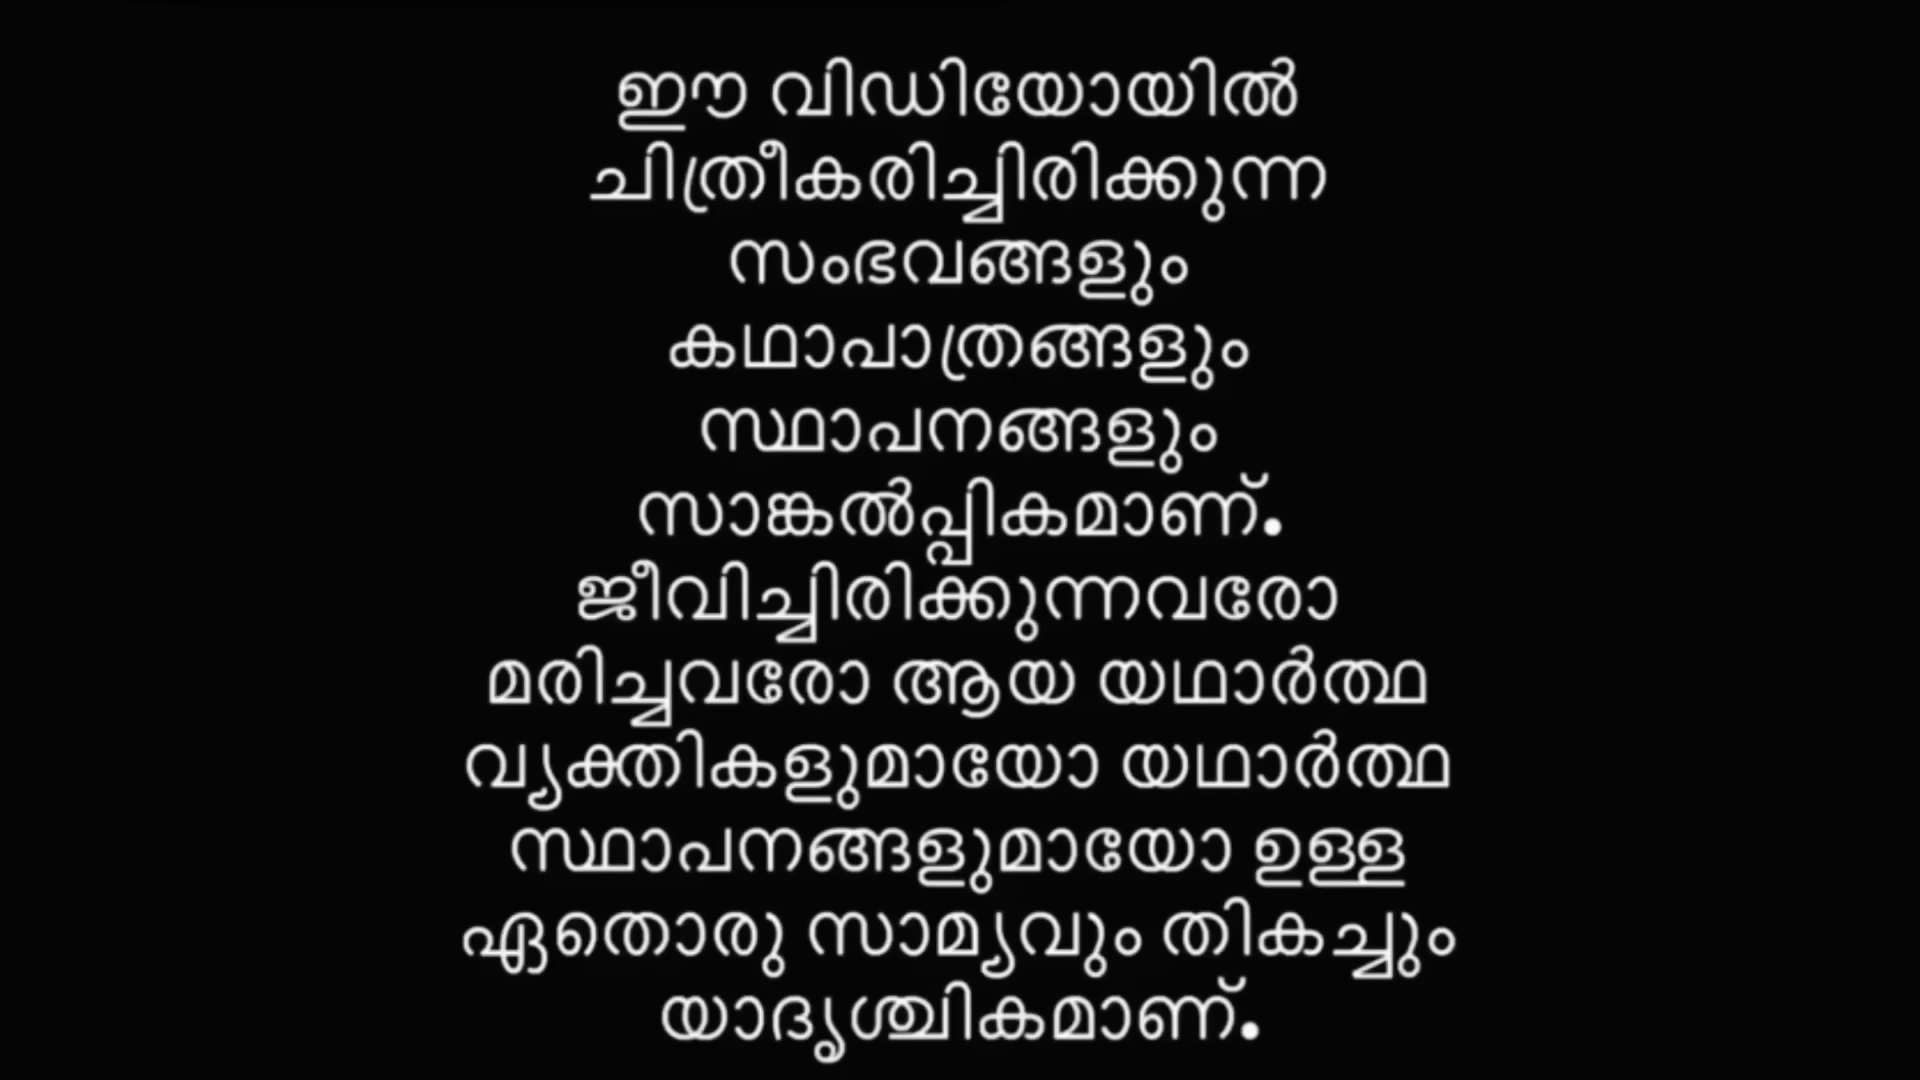 ഈ വിഡിയോയിൽ
ചിത്രീകരിച്ചിരിക്കുന്ന
സംഭവങ്ങളും
കഥാപാത്രങ്ങളും
സ്ഥാപനങ്ങളും
സാങ്കൽപ്പികമാണ്.
ജീവിച്ചിരിക്കുന്നവരോ
മരിച്ചവരോ ആയ യഥാർത്ഥ
വ്യക്തികളുമായോ യഥാർത്ഥ
സ്ഥാപനങ്ങളുമായോ ഉള്ള
ഏതൊരു സാമ്യവും തികച്ചും
യാദൃശ്ചികമാണ്.